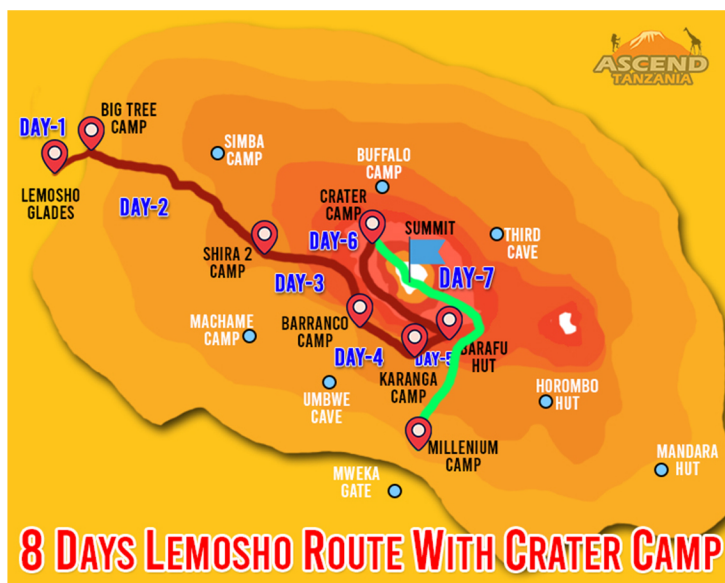 ASCEND
TANZANIA
DAY-1
BIG TREE
CAMP
LEMOSHO
GLADES
DAY-2
SIMBA
CAMP
BUFFALO
CAMP
CRATER
CAMP
SUMMIT
THIRD
CAVE
DAY-6
DAY-7
SHIRA 2
CAMP
DAY-3
MACHAME
CAMP
BARRANCO
CAMP
DAY-4
DAY-5
BARAFU
HUT
KARANGA
CAMP
UMBWE
CAVE
HOROMBO
HUT
MILLENIUM
CAMP
MANDARA
HUT
MWEKA
GATE
8 DAYS LEMOSHO ROUTE WITH CRATER CAMP